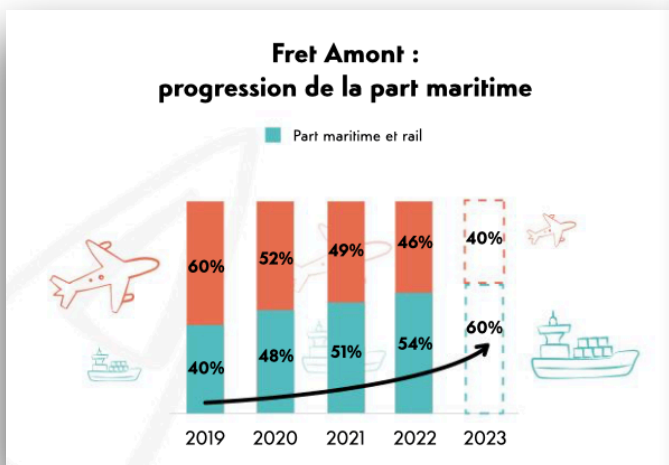 Fret Amont :
progression de la part maritime
Part maritime et rail
60% 52% 49% 46% 40%
40% 48% 51% 54% 60%
2019 2020 2021 2022 2023